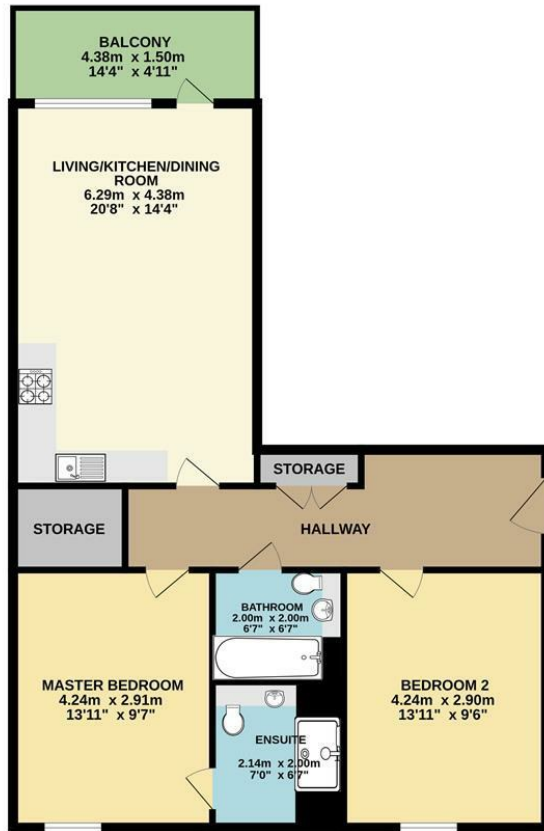 BALCONY
4.38m x 1.50m
14'4" x 4'11"
LIVING/KITCHEN/DINING
ROOM
6.29m x 4.38m
20'8" x 14'4"
STORAGE
STORAGE
HALLWAY
BATHROOM
2.00m x 2.00m
6'7" x 6'7"
MASTER BEDROOM
4.24m x 2.91m
13'11" x 9'7"
BEDROOM 2
4.24m x 2.90m
13'11" x 9'6"
ENSUITE
2.14m x 2.00m
7'0" x 6'7"